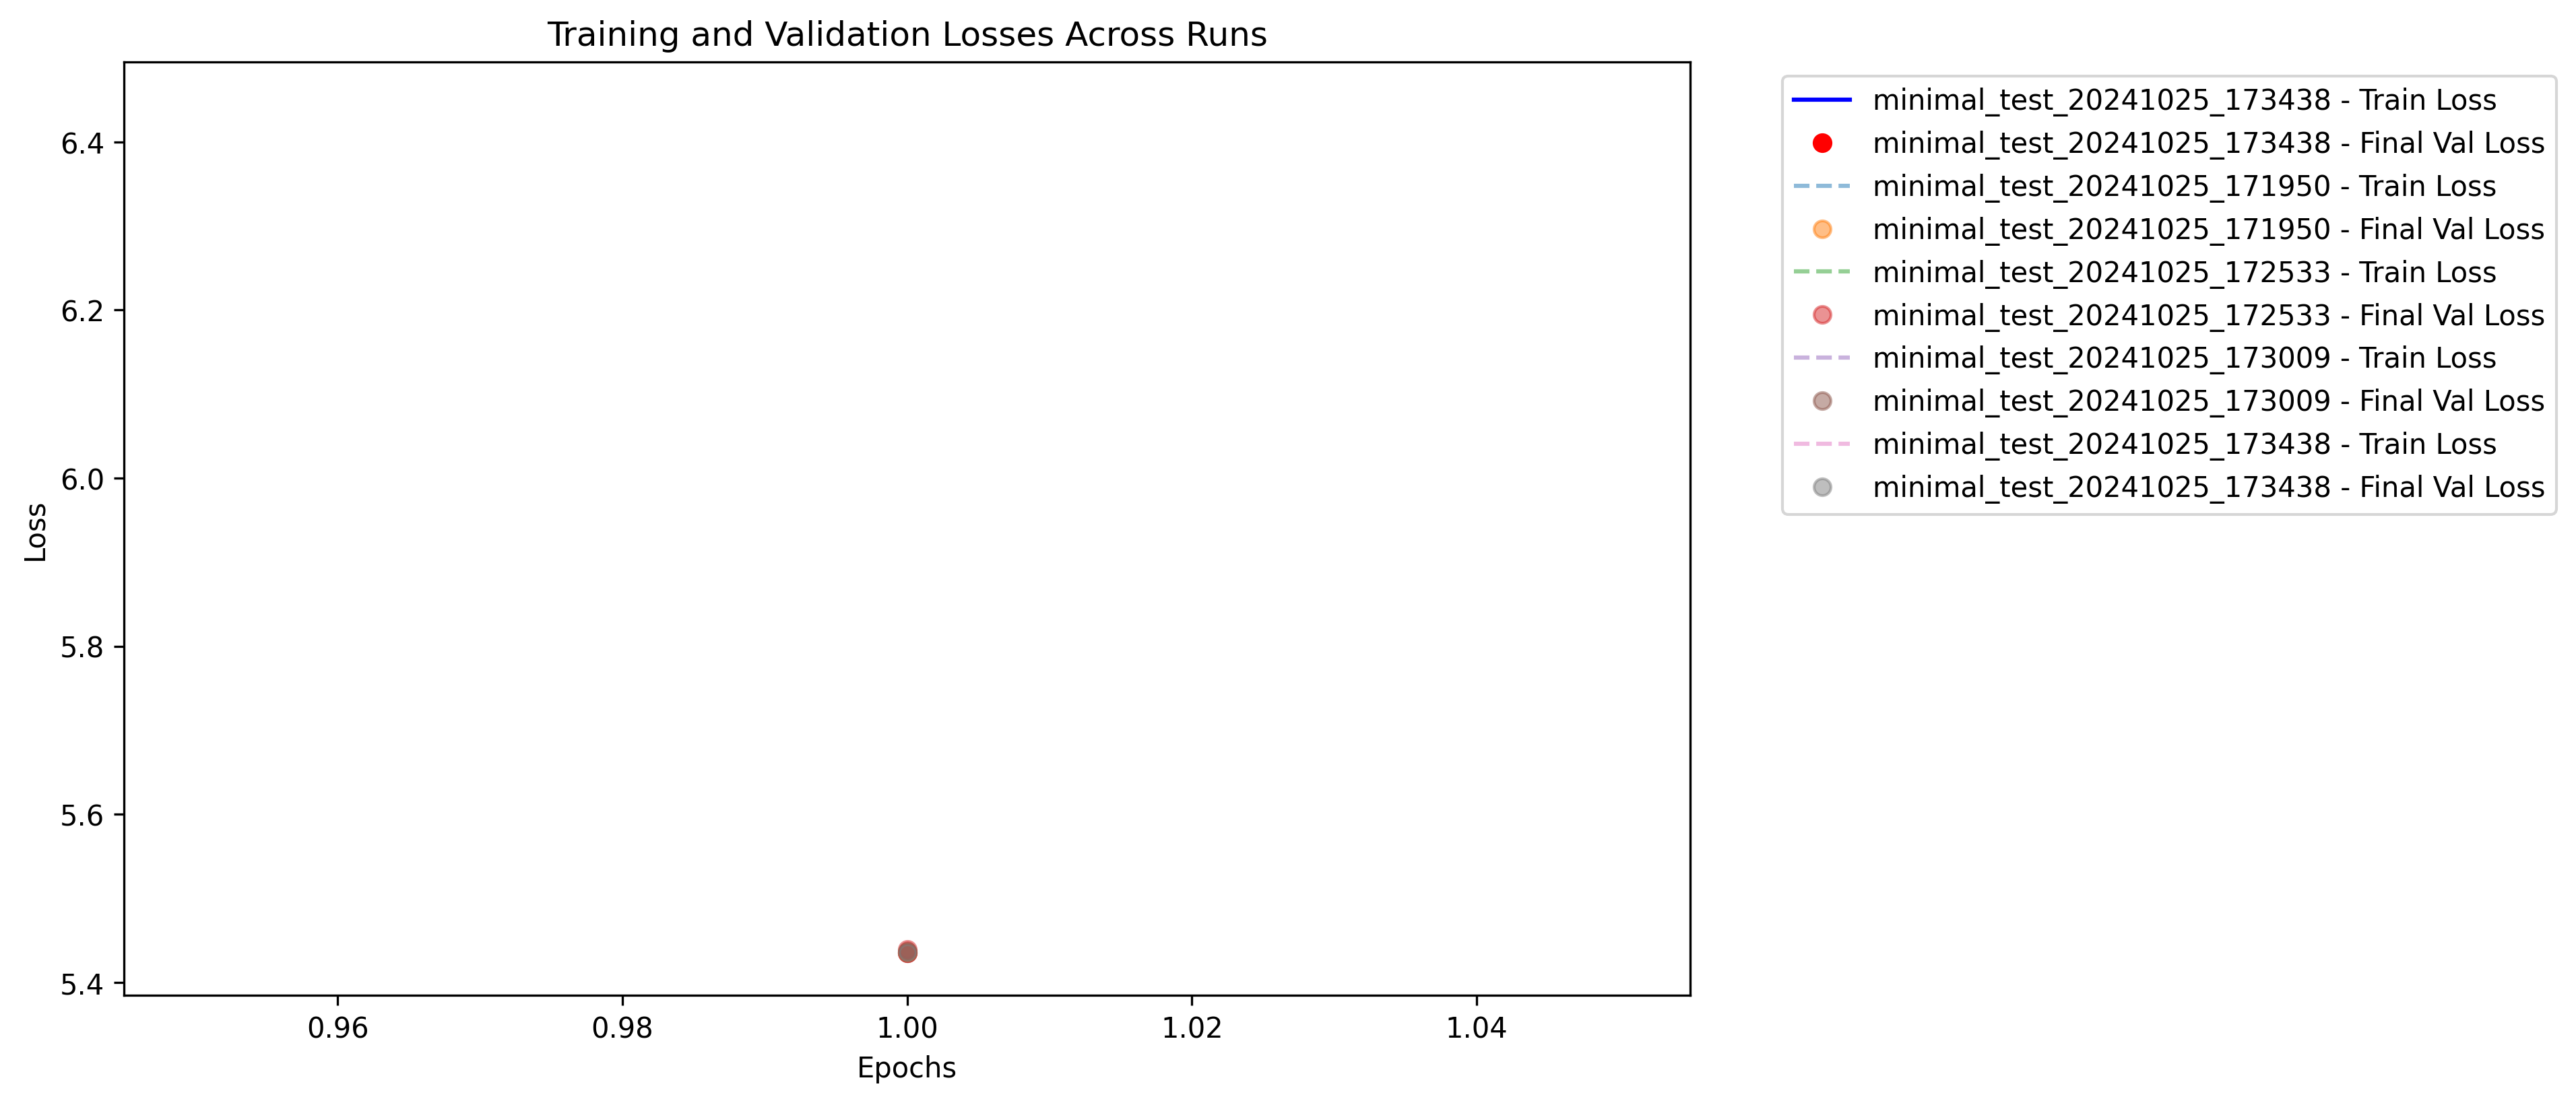 Training and Validation Losses Across Runs
6.4
6.2
6.0
5.8
5.6
5.4
Loss
0.96
0.98
1.00
1.02
1.04
Epochs
minimal_test_20241025_173438 - Train Loss
minimal_test_20241025_173438 - Final Val Loss
minimal_test_20241025_171950 - Train Loss
minimal_test_20241025_171950 - Final Val Loss
minimal_test_20241025_172533 - Train Loss
minimal_test_20241025_172533 - Final Val Loss
minimal_test_20241025_173009 - Train Loss
minimal_test_20241025_173009 - Final Val Loss
minimal_test_20241025_173438 - Train Loss
minimal_test_20241025_173438 - Final Val Loss